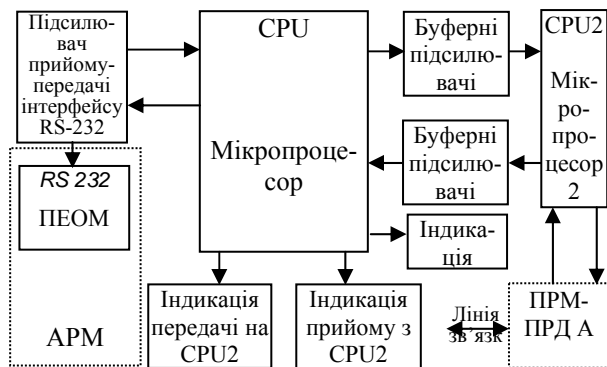 Підсилю-
вач
прийому-
передачі
інтерфейсу
RS-232
RS 232
ПЕОМ
АРМ
CPU
Мікропроце-
сор
Буферні
підсилю-
вачі
Буферні
підсилю-
вачі
Індика-
ція
CPU2
Мік-
ро-
про-
цесор
2
Індикація
передачі на
CPU2
Індикація
прийому з
CPU2
Лінія
зв’язк
ПРМ-
ПРД А